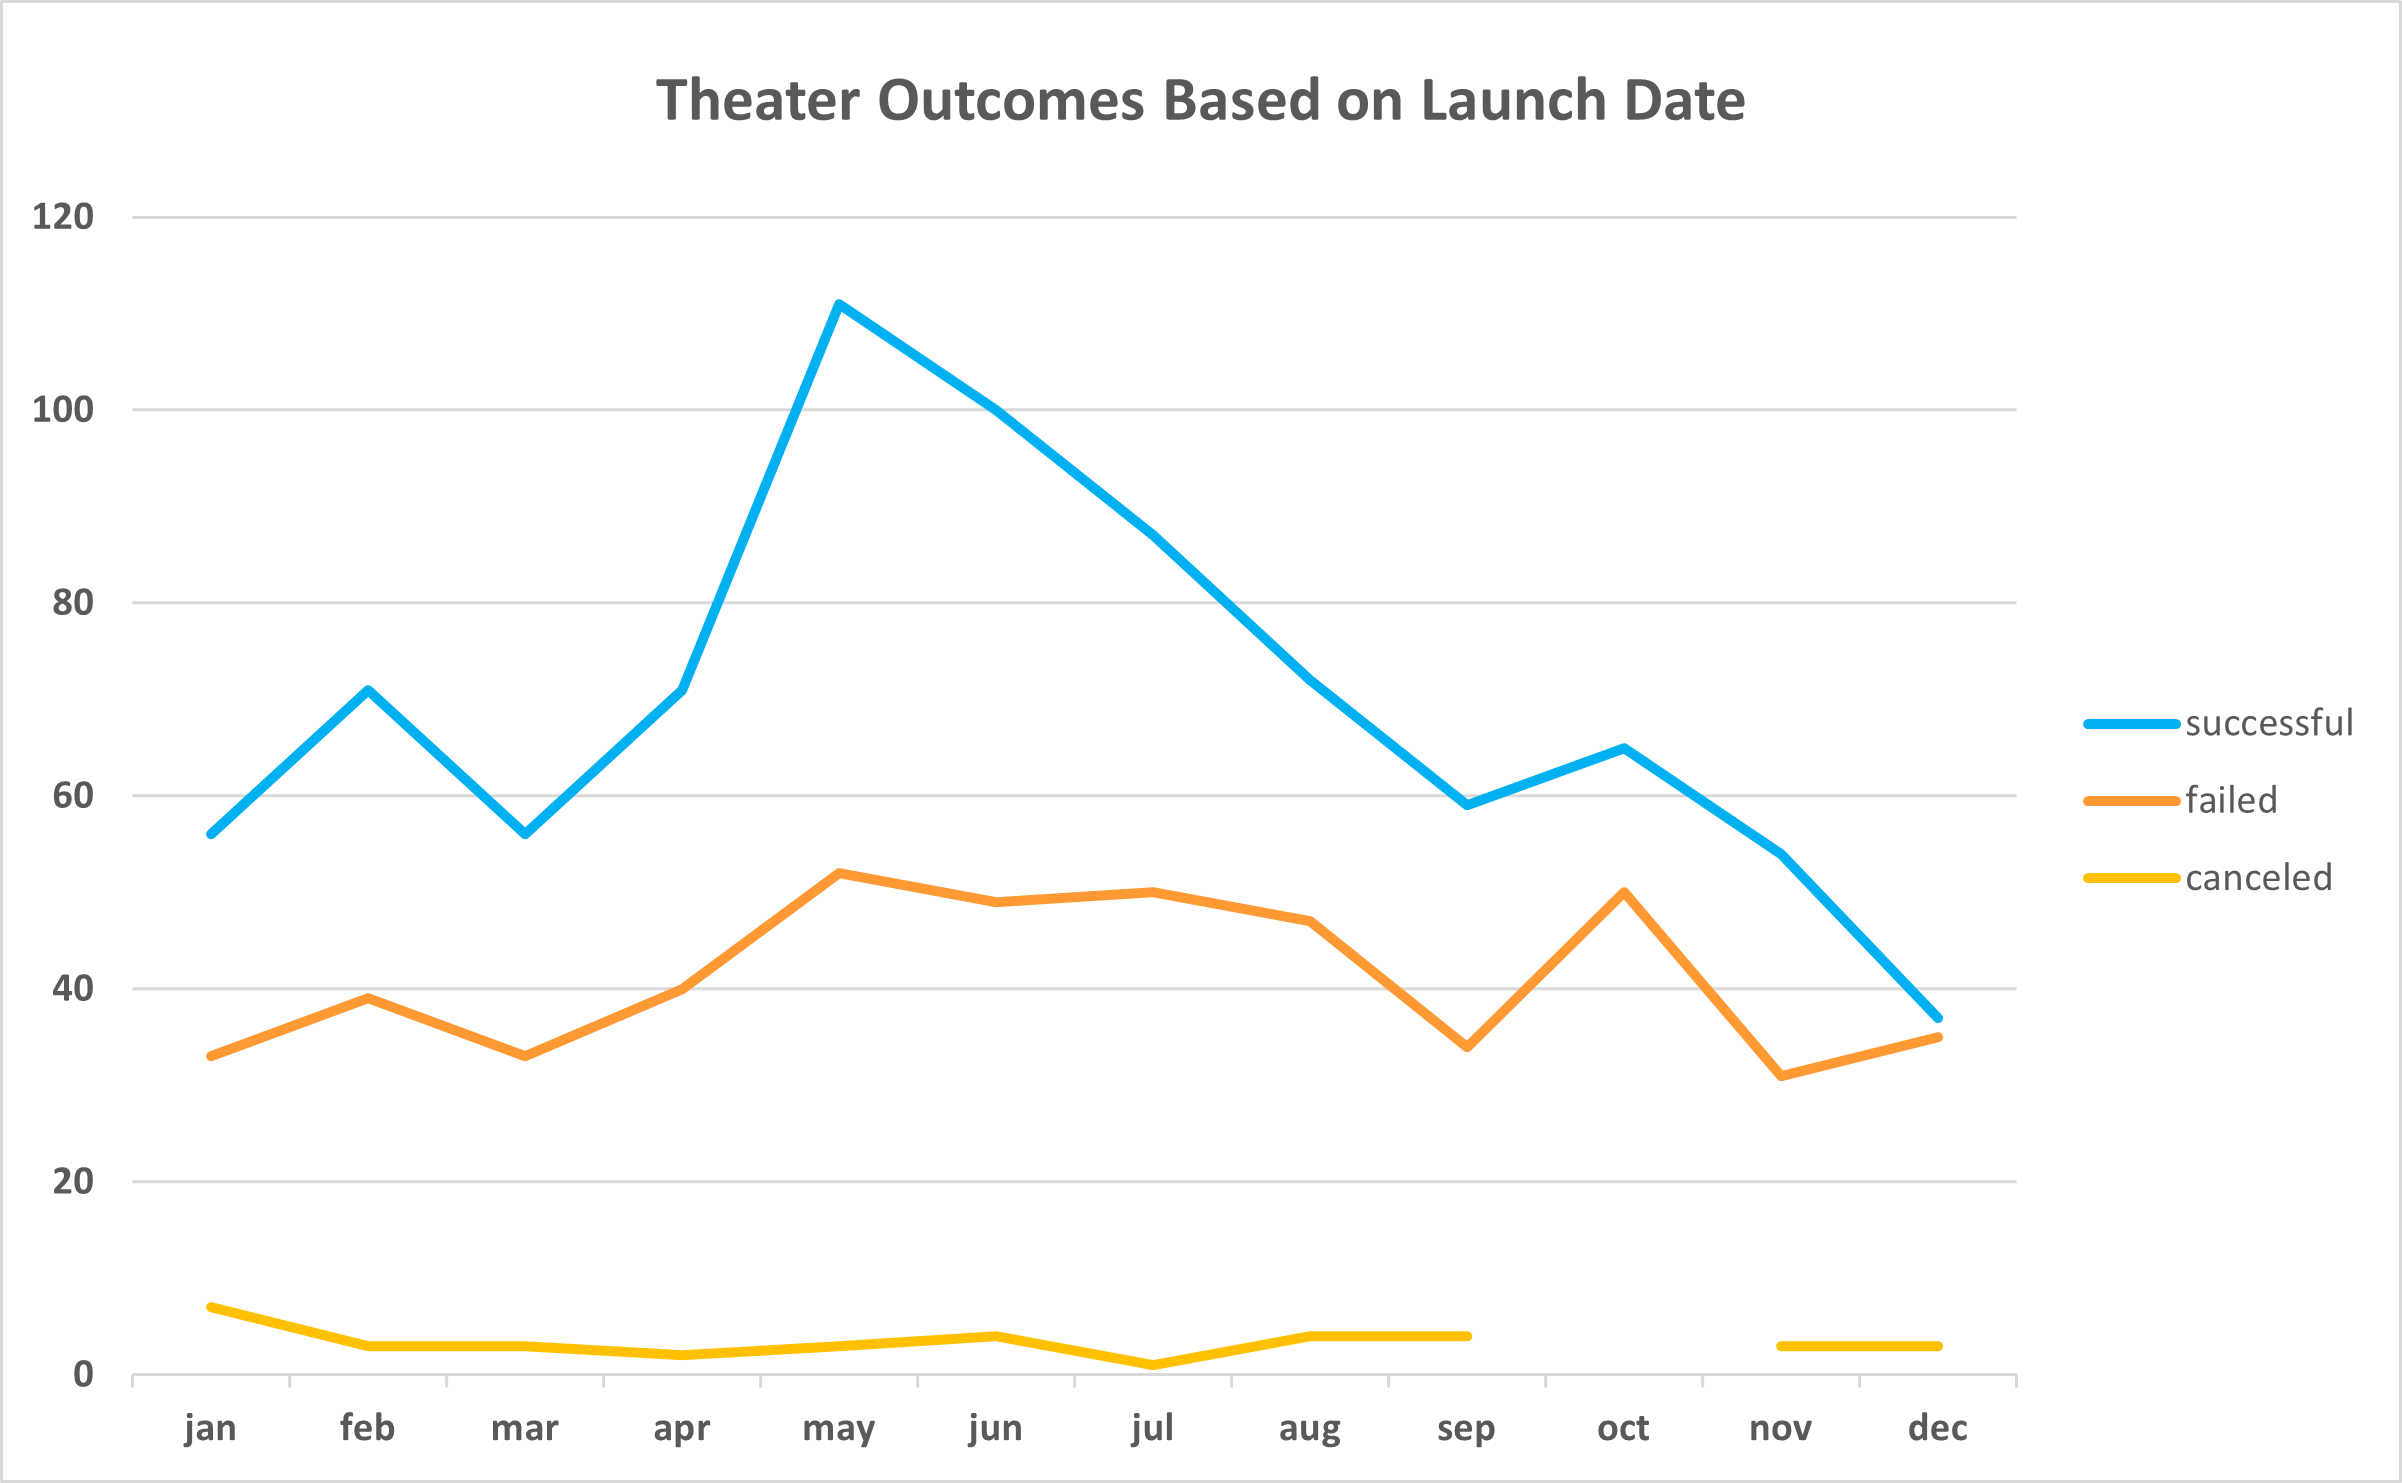 Theater Outcomes Based on Launch Date
120
100
80
60
40
20
0
jan feb mar apr may jun jul aug sep oct nov dec
successful
failed
canceled